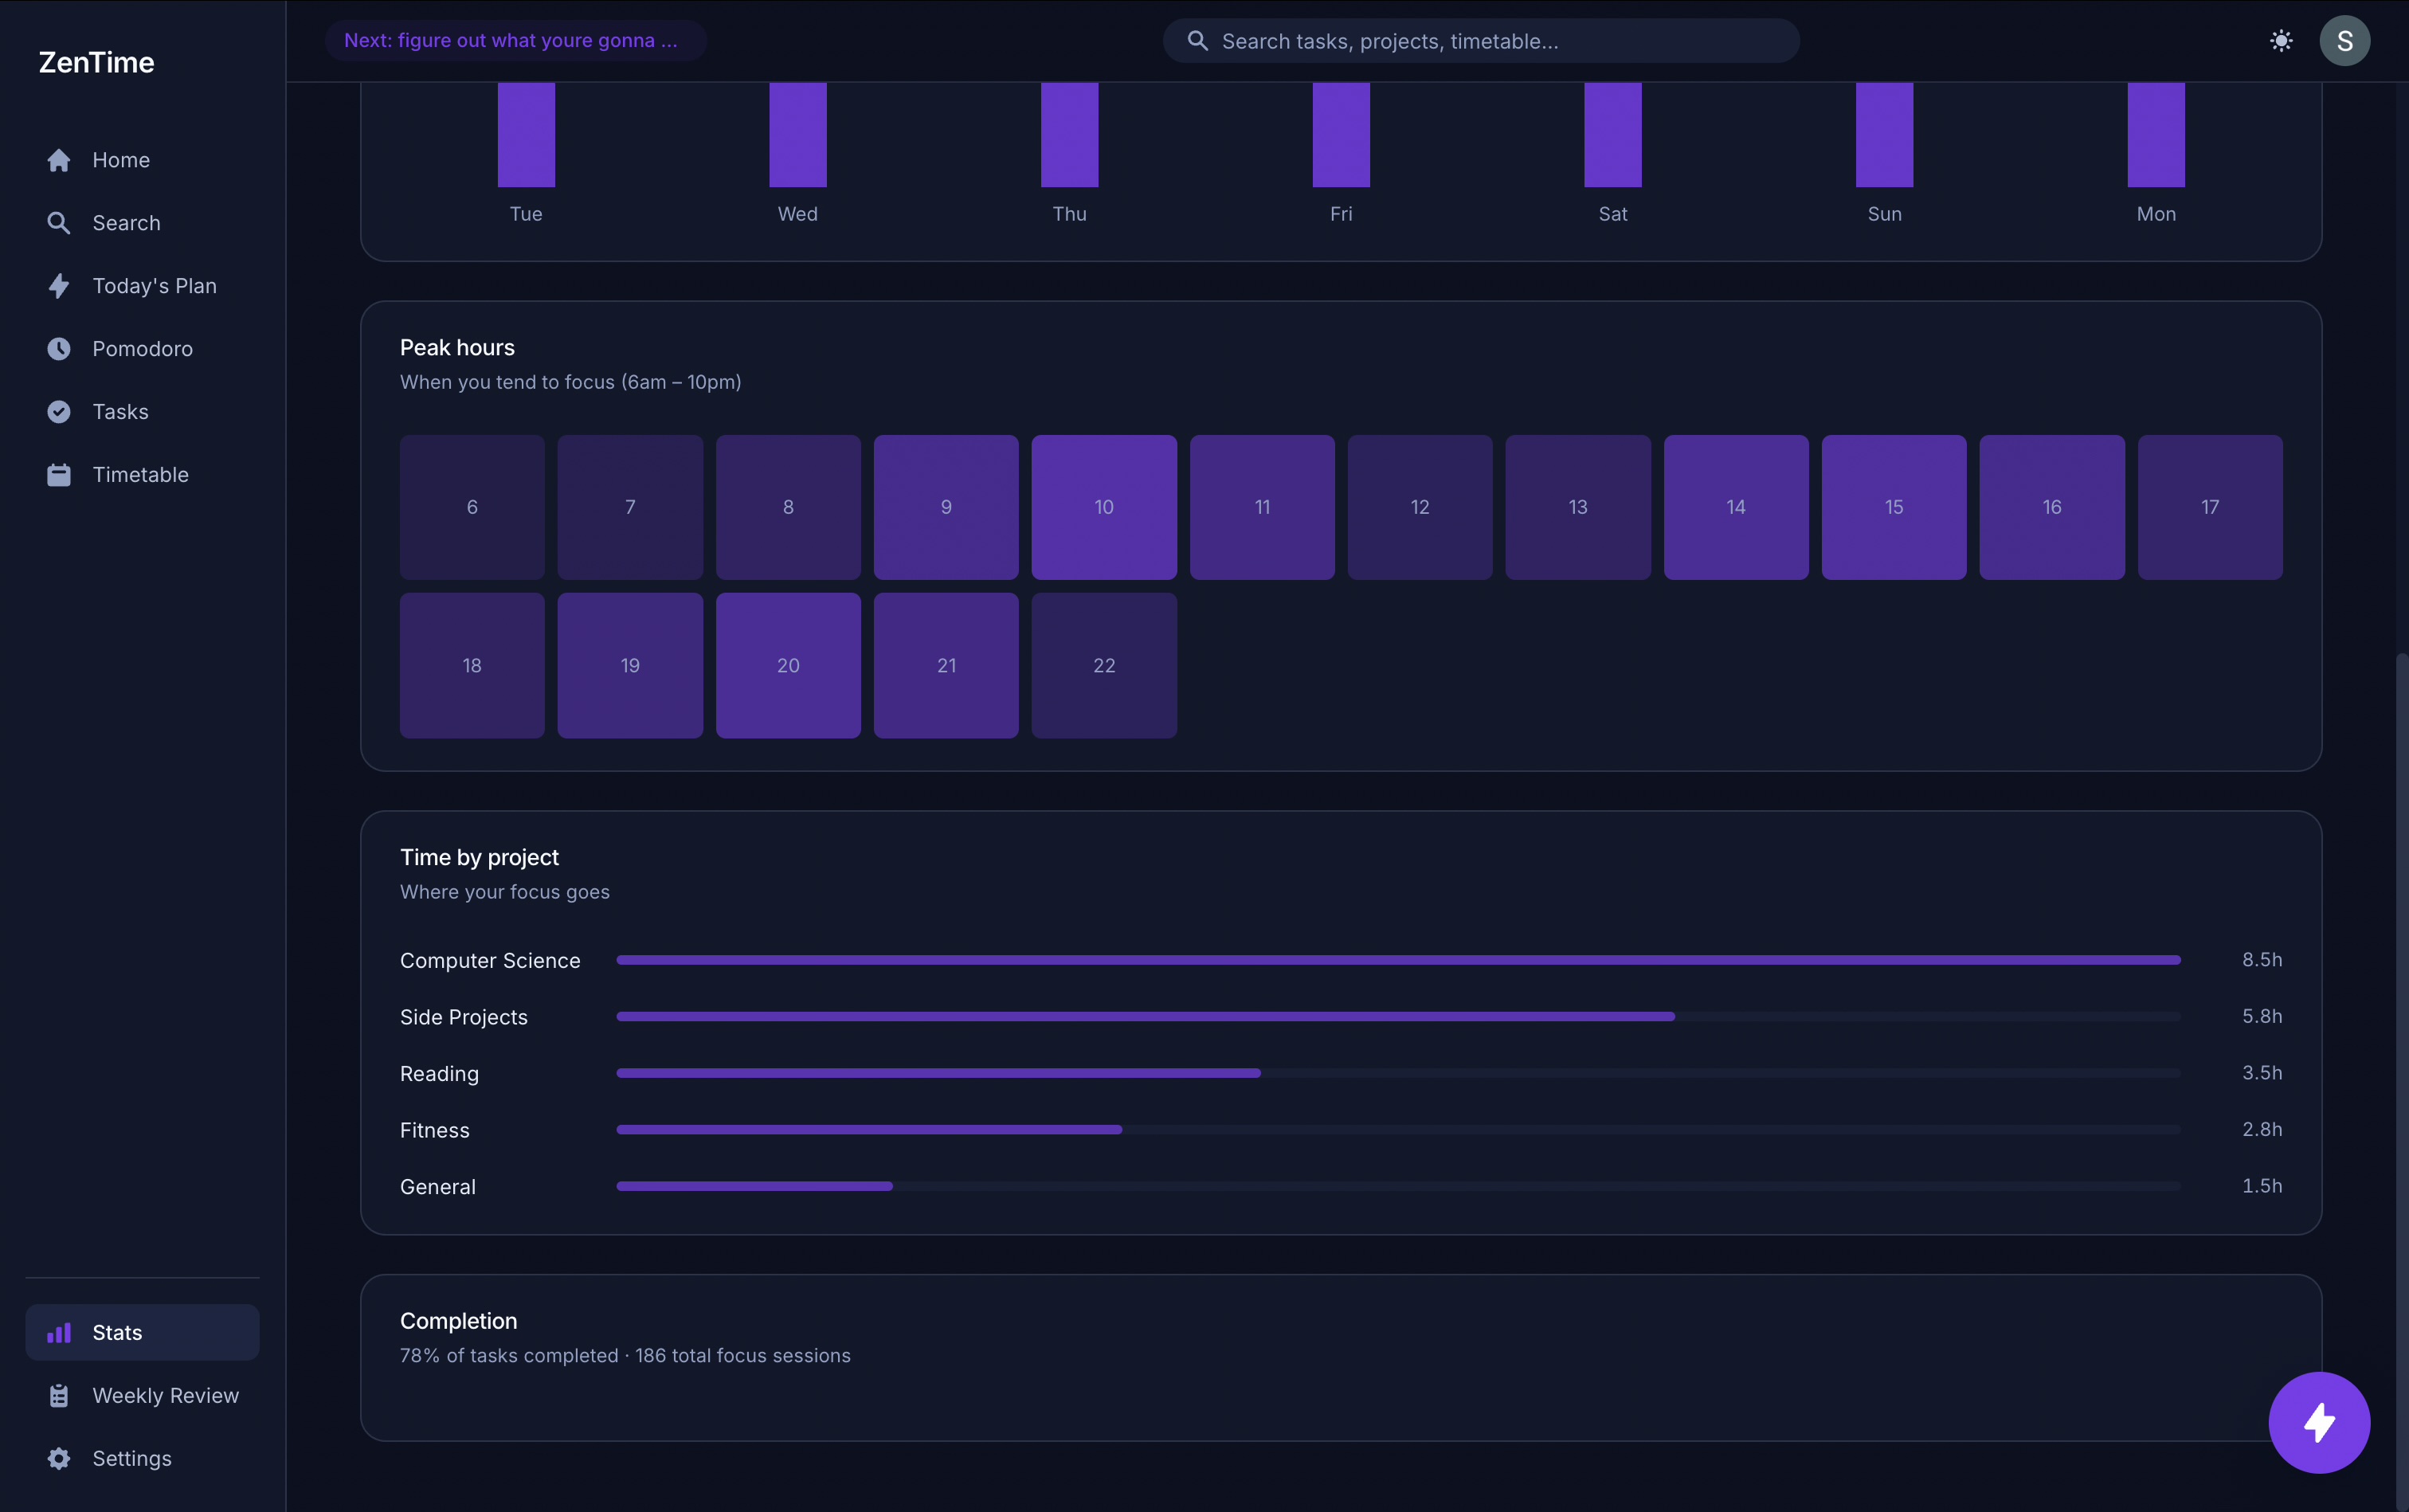 ZenTime
Home
Search
Today's Plan
Pomodoro
Tasks
Timetable
Stats
Weekly Review
Settings
Next: figure out what youre gonna ...
Search tasks, projects, timetable...
S
Tue Wed Thu Fri Sat Sun Mon
Peak hours
When you tend to focus (6am – 10pm)
6 7 8 9 10 11 12 13 14 15 16 17
18 19 20 21 22
Time by project
Where your focus goes
Computer Science 8.5h
Side Projects 5.8h
Reading 3.5h
Fitness 2.8h
General 1.5h
Completion
78% of tasks completed · 186 total focus sessions